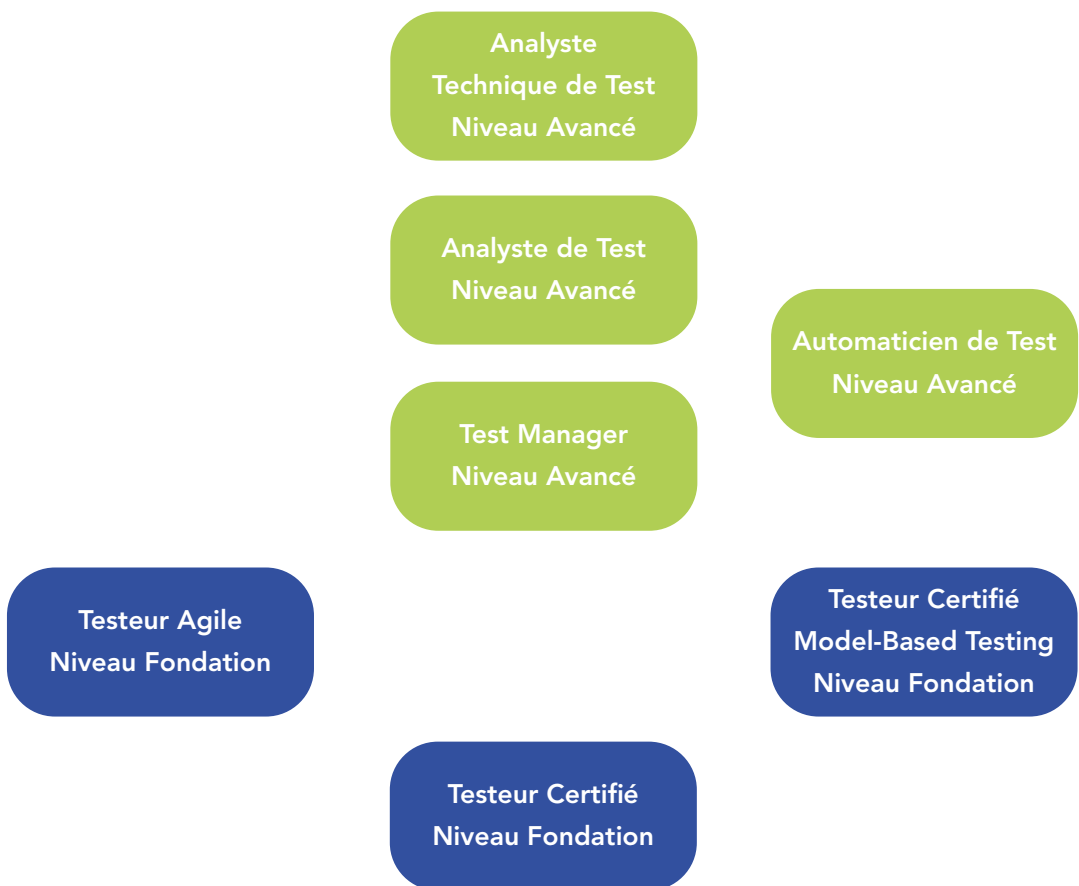 Analyste
Technique de Test
Niveau Avancé
Analyste de Test
Niveau Avancé
Automaticien de Test
Niveau Avancé
Test Manager
Niveau Avancé
Testeur Agile
Niveau Fondation
Testeur Certifié
Model-Based Testing
Niveau Fondation
Testeur Certifié
Niveau Fondation